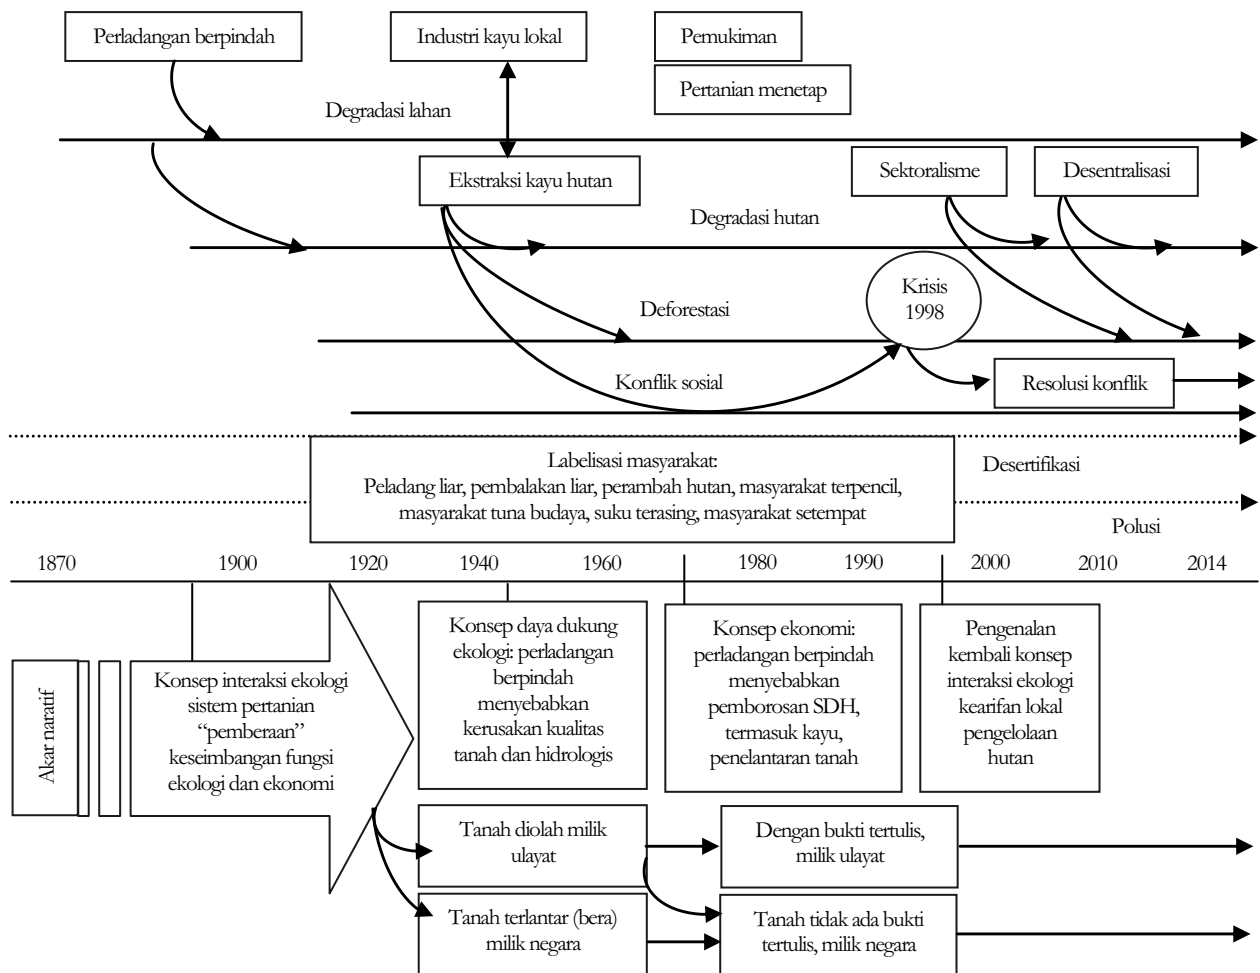 Perladangan berpindah
Industri kayu lokal
Pemukiman
Pertanian menetap
Degradasi lahan
Ekstraksi kayu hutan
Sektoralisme
Desentralisasi
Degradasi hutan
Krisis
1998
Deforestasi
Konflik sosial
Resolusi konflik
Labelisasi masyarakat:
Peladang liar, pembalakan liar, perambah hutan, masyarakat terpencil,
masyarakat tuna budaya, suku terasing, masyarakat setempat
Desertifikasi
Polusi
1870 1900 1920 1940 1960 1980 1990 2000 2010 2014
Akar naratif
Konsep interaksi ekologi
sistem pertanian
“pemberaan”
keseimbangan fungsi
ekologi dan ekonomi
Konsep daya dukung
ekologi: perladangan
berpindah
menyebabkan
kerusakan kualitas
tanah dan hidrologis
Konsep ekonomi:
perladangan berpindah
menyebabkan
pemborosan SDH,
termasuk kayu,
penelantaran tanah
Pengenalan
kembali konsep
interaksi ekologi
kearifan lokal
pengelolaan
hutan
Tanah diolah milik
ulayat
Dengan bukti tertulis,
milik ulayat
Tanah terlantar (bera)
milik negara
Tanah tidak ada bukti
tertulis, milik negara